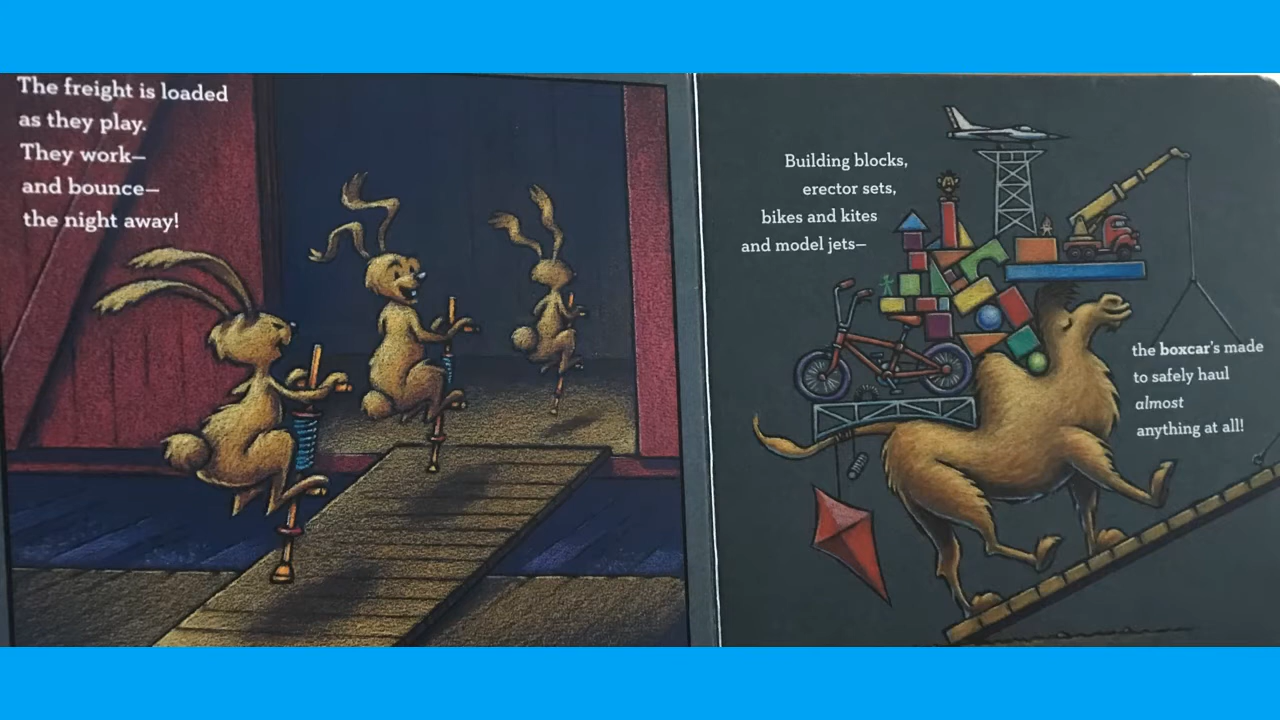 The freight is loaded
as they play.
They work—
and bounce—
the night away!
Building blocks,
erector sets,
bikes and kites
and model jets—
the boxcar's made
to safely haul
almost
anything at all!